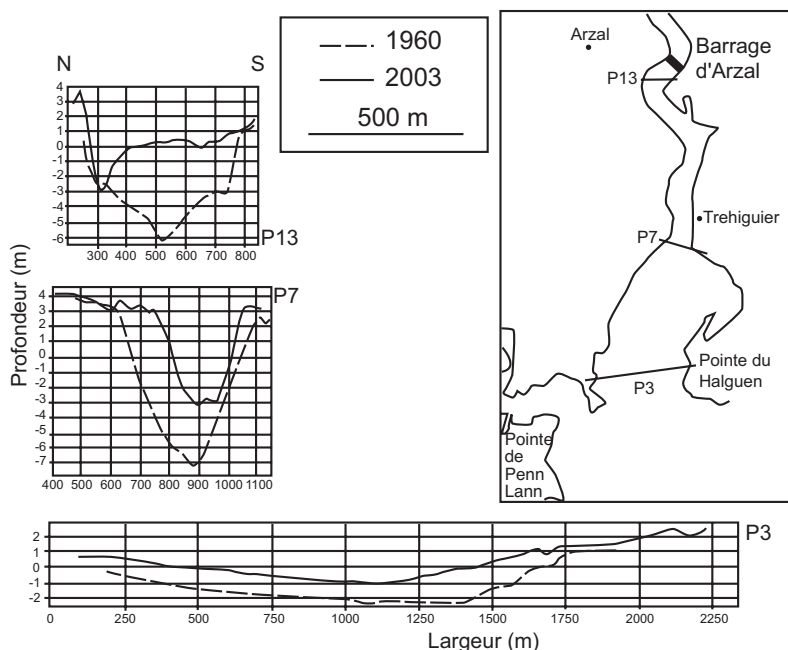 N
S
4
3
2
1
0
-1
-2
-3
-4
-5
-6
300 400 500 600 700 800
P13
1960
2003
500 m
Arzal
Barrage
d'Arzal
P13
Trehiguier
P7
Pointe du
Halguen
P3
Pointe
de
Penn
Lann
Profondeur (m)
P7
4
3
2
1
0
-1
-2
-3
-4
-5
-6
-7
400 500 600 700 800 900 1000 1100
P3
2
1
0
-1
-2
0 250 500 750 1000 1250 1500 1750 2000 2250
Largeur (m)